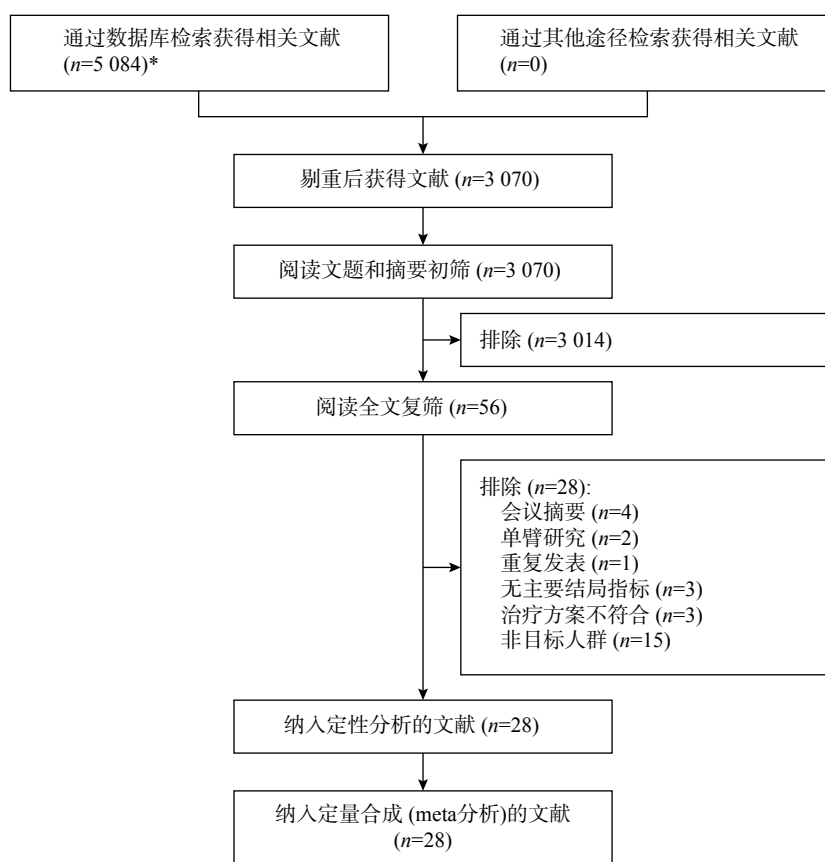 通过数据库检索获得相关文献
(n=5 084)*
通过其他途径检索获得相关文献
(n=0)
剔重后获得文献 (n=3 070)
阅读文题和摘要初筛 (n=3 070)
排除 (n=3 014)
阅读全文复筛 (n=56)
排除 (n=28):
会议摘要 (n=4)
单臂研究 (n=2)
重复发表 (n=1)
无主要结局指标 (n=3)
治疗方案不符合 (n=3)
非目标人群 (n=15)
纳入定性分析的文献 (n=28)
纳入定量合成 (meta分析)的文献
(n=28)